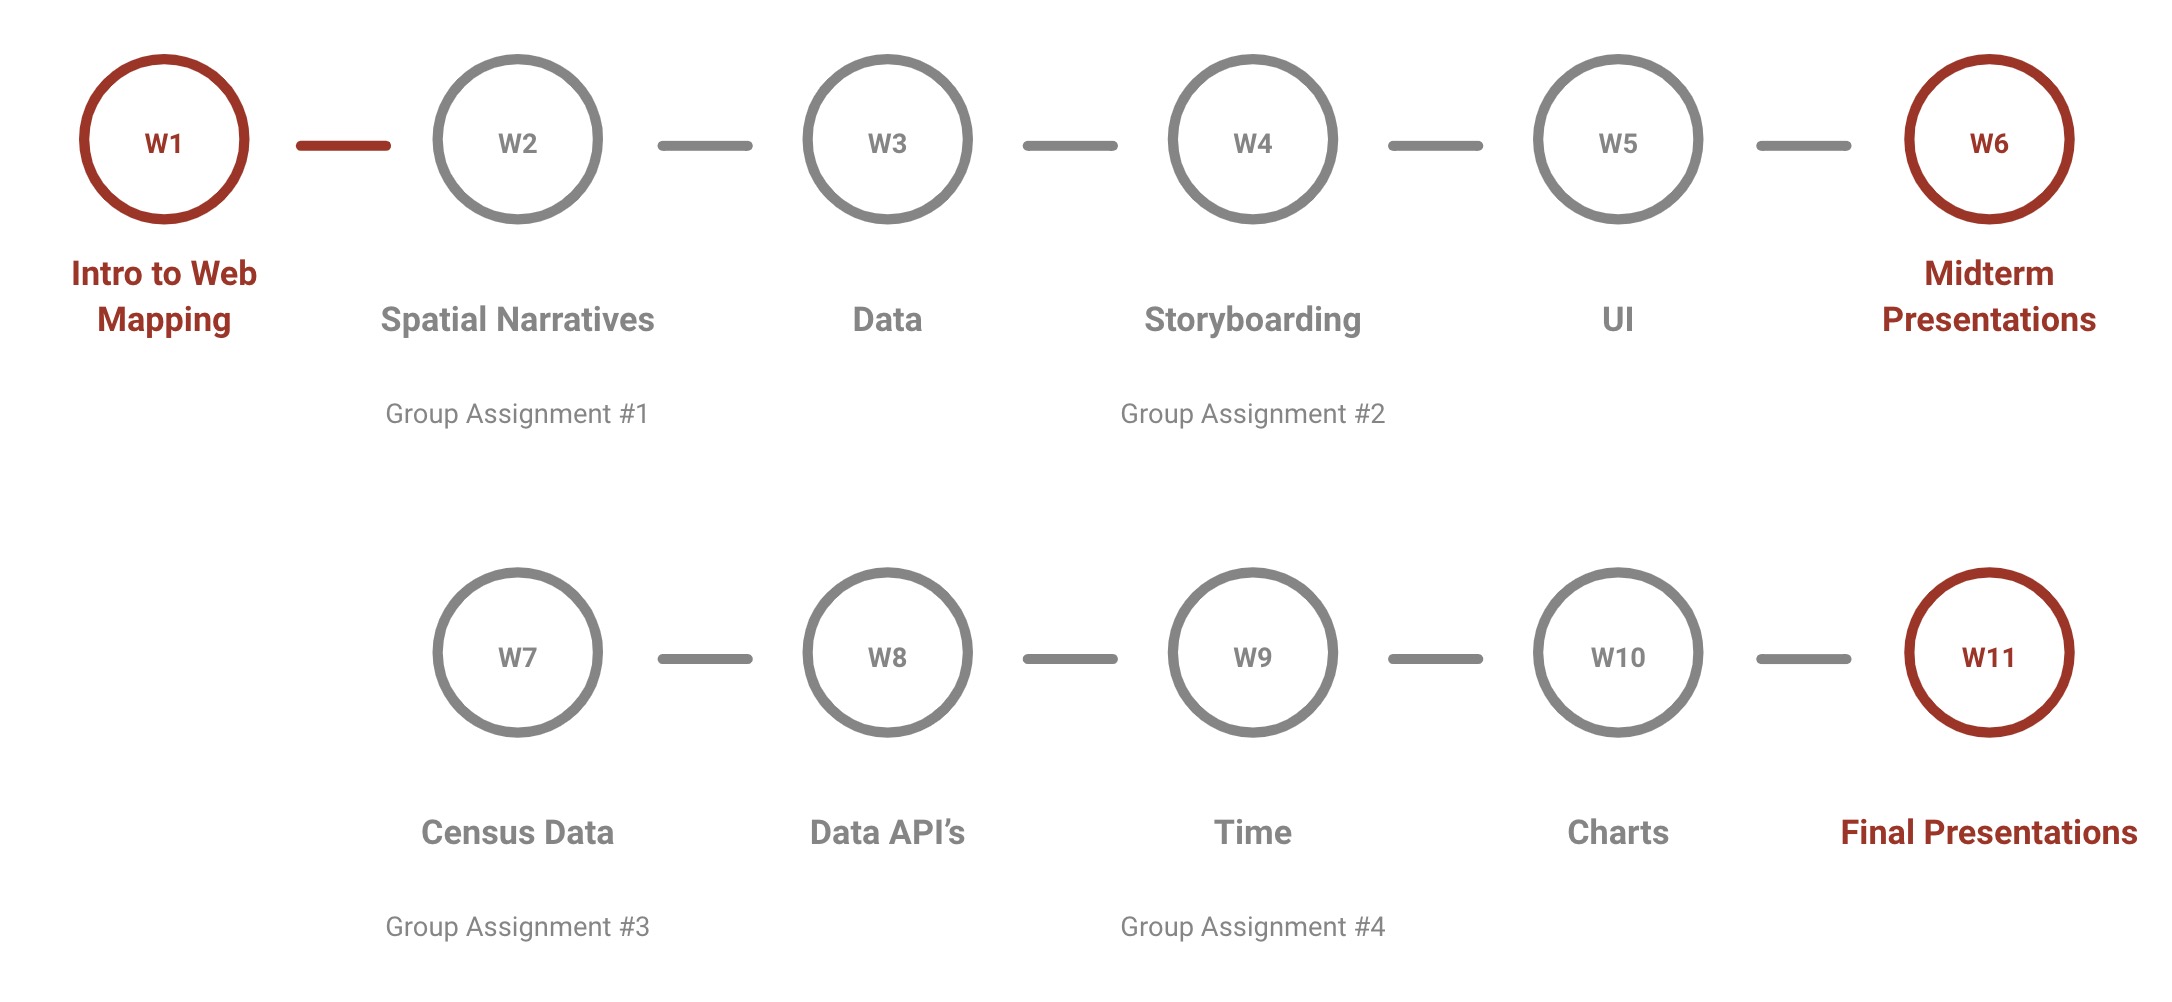 W1
W2
W3
W4
W5
W6
Intro to Web
Mapping
Spatial Narratives
Data
Storyboarding
UI
Midterm
Presentations
Group Assignment #1
Group Assignment #2
W7
W8
W9
W10
W11
Census Data
Data API’s
Time
Charts
Final Presentations
Group Assignment #3
Group Assignment #4